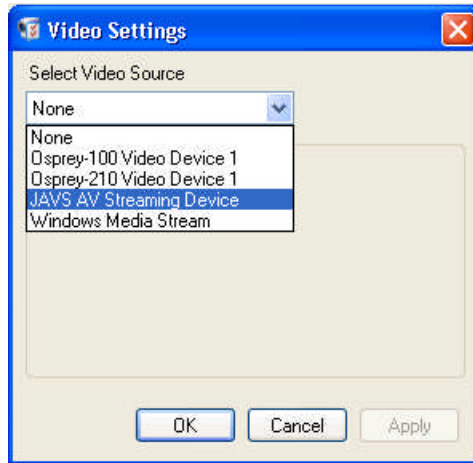 Video Settings
Select Video Source
None
None
Osprey-100 Video Device 1
Osprey-210 Video Device 1
JAVS AV Streaming Device
Windows Media Stream
OK Cancel Apply